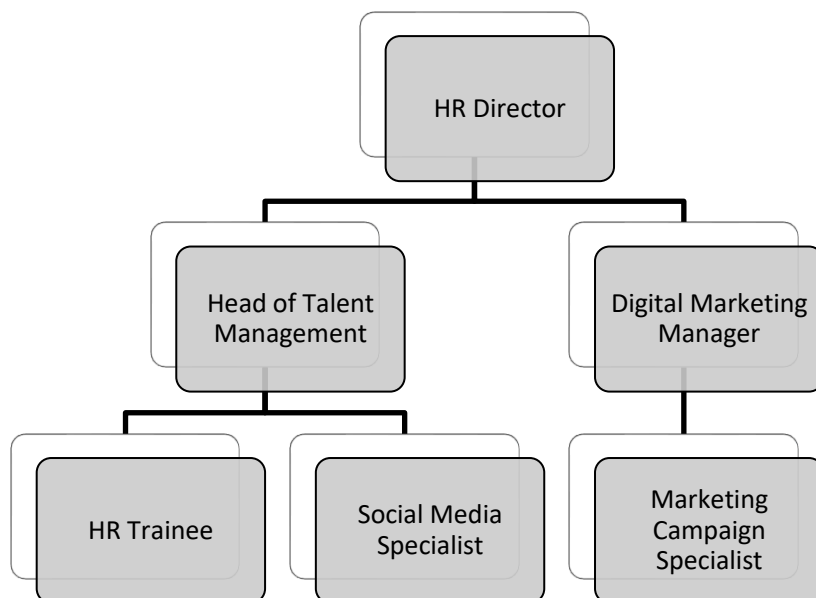 HR Director
Head of Talent
Management
Digital Marketing
Manager
HR Trainee
Social Media
Specialist
Marketing
Campaign
Specialist